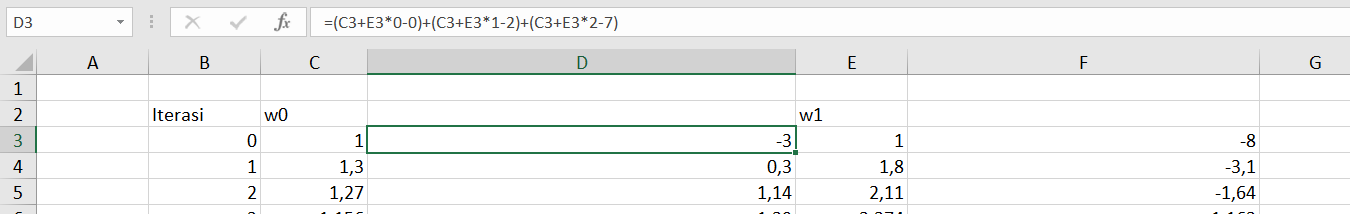 D3 fx =(C3+E3*0-0)+(C3+E3*1-2)+(C3+E3*2-7)
A B C D E F G
1
2 Iterasi w0 w1
3 0 1 -3 1 -8
4 1 1,3 0,3 1,8 -3,1
5 2 1,27 1,14 2,11 -1,64